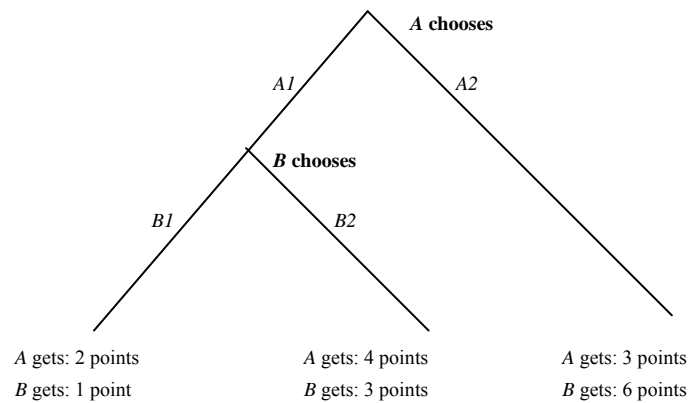 A chooses
A1
A2
B chooses
B1
B2
A gets: 2 points
B gets: 1 point
A gets: 4 points
B gets: 3 points
A gets: 3 points
B gets: 6 points